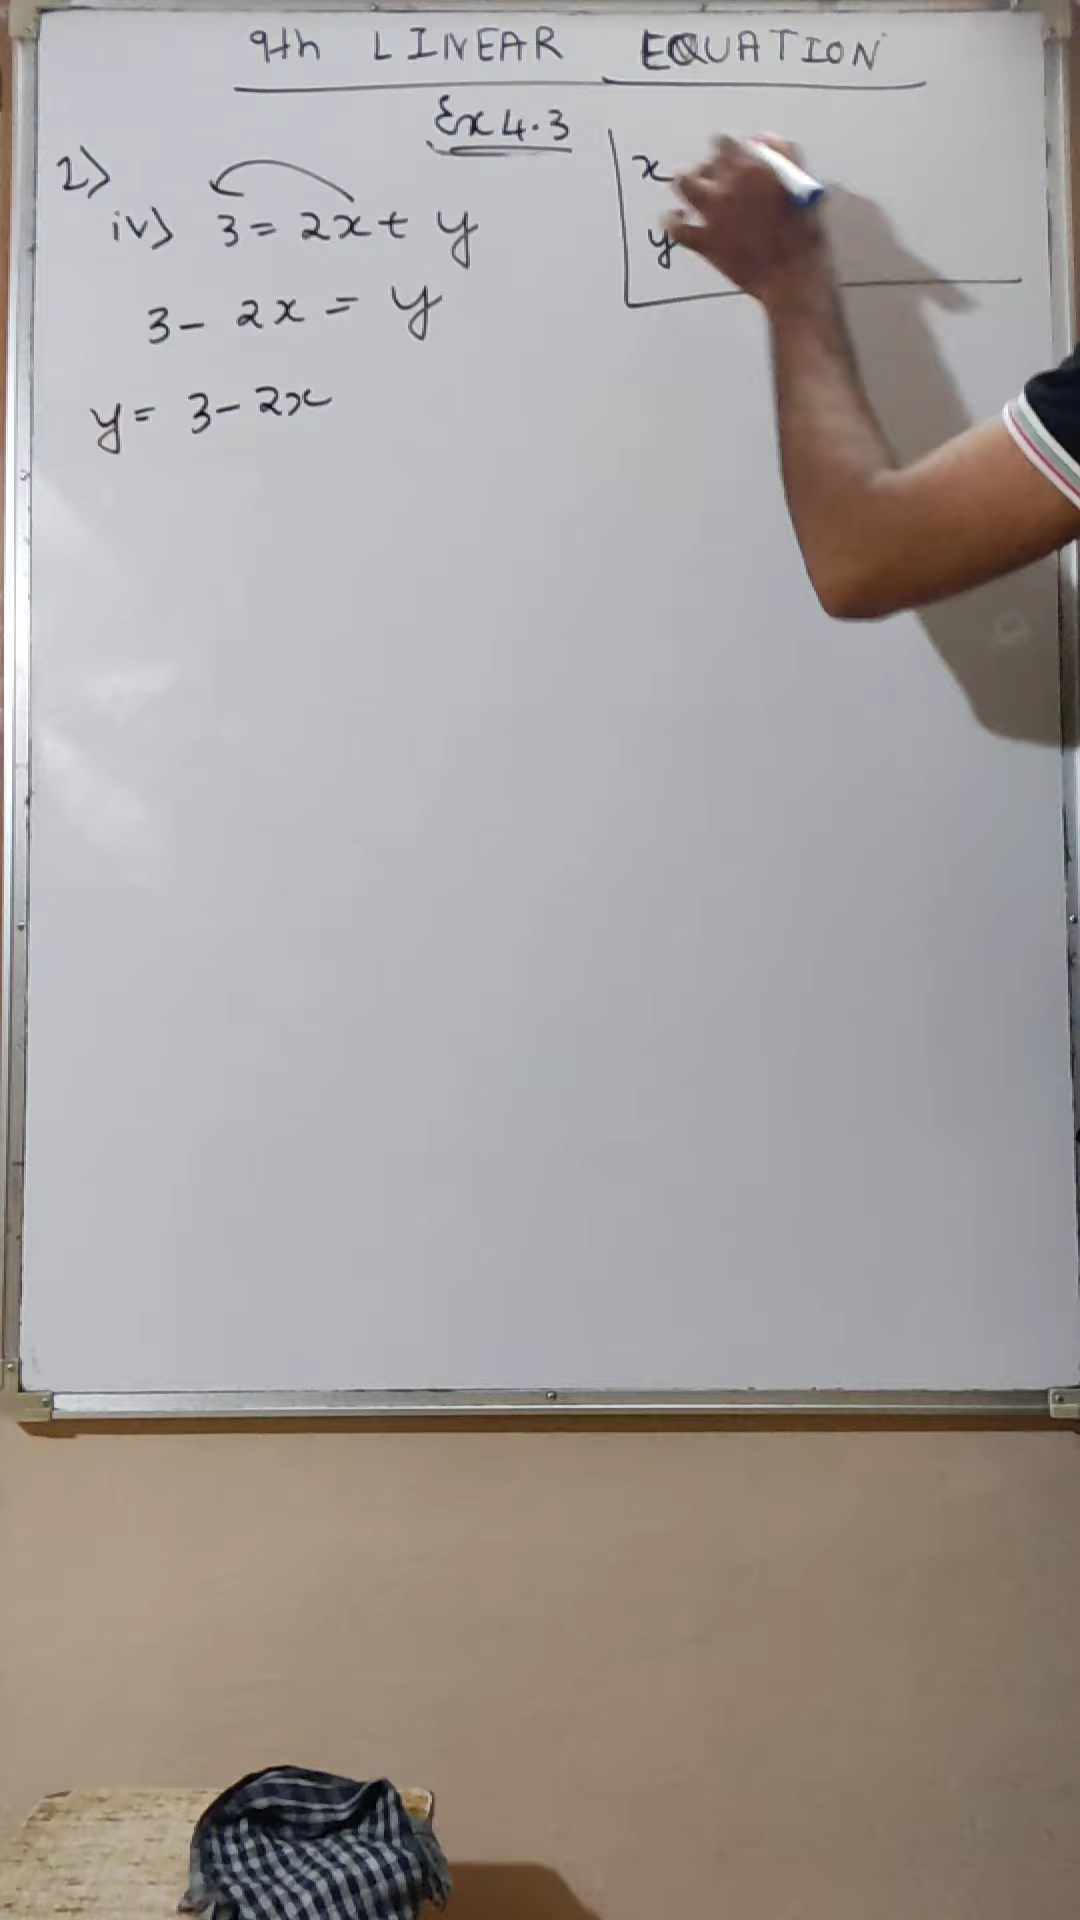 9th LINEAR EQUATION
Ex 4.3
2)
iv) 3 = 2x + y
3 - 2x = y
y = 3 - 2x
x
y